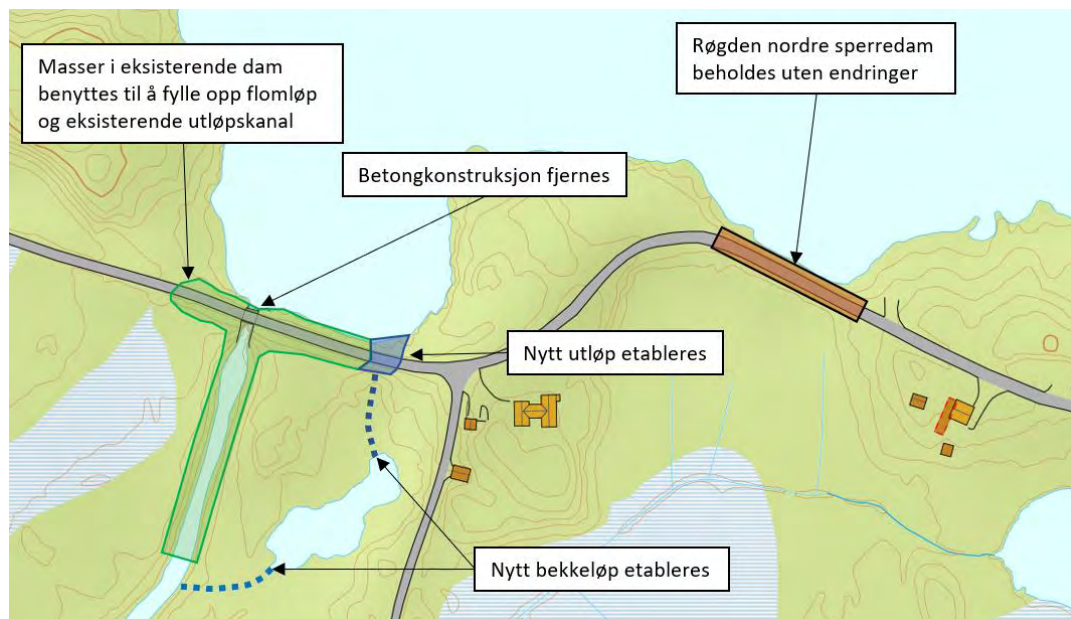 Masser i eksisterende dam
benyttes til å fylle opp flomløp
og eksisterende utløpskanal
Røgden nordre sperredam
beholdes uten endringer
Betongkonstruksjon fjernes
Nytt utløp etableres
Nytt bekkeløp etableres